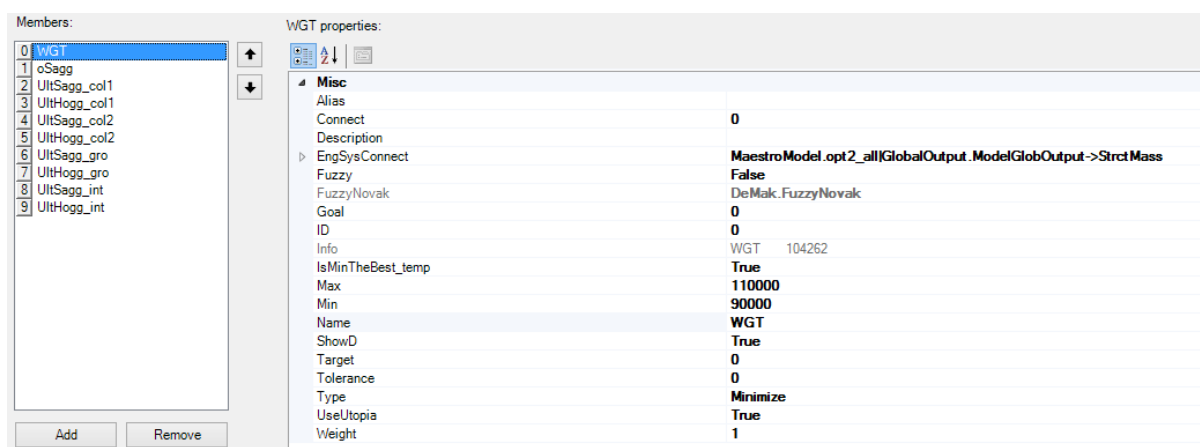 Members:
0 WGT
1 oSagg
2 UltSagg_col1
3 UltHogg_col1
4 UltSagg_col2
5 UltHogg_col2
6 UltSagg_gro
7 UltHogg_gro
8 UltSagg_int
9 UltHogg_int
Add Remove
WGT properties:
A Z
Misc
Alias
Connect 0
Description
EngSysConnect MaestroModel.opt2_all|GlobalOutput.ModelGlobOutput->StrctMass
Fuzzy False
FuzzyNovak DeMak.FuzzyNovak
Goal 0
ID 0
Info WGT 104262
IsMinTheBest_temp True
Max 110000
Min 90000
Name WGT
ShowD True
Target 0
Tolerance 0
Type Minimize
UseUtopia True
Weight 1